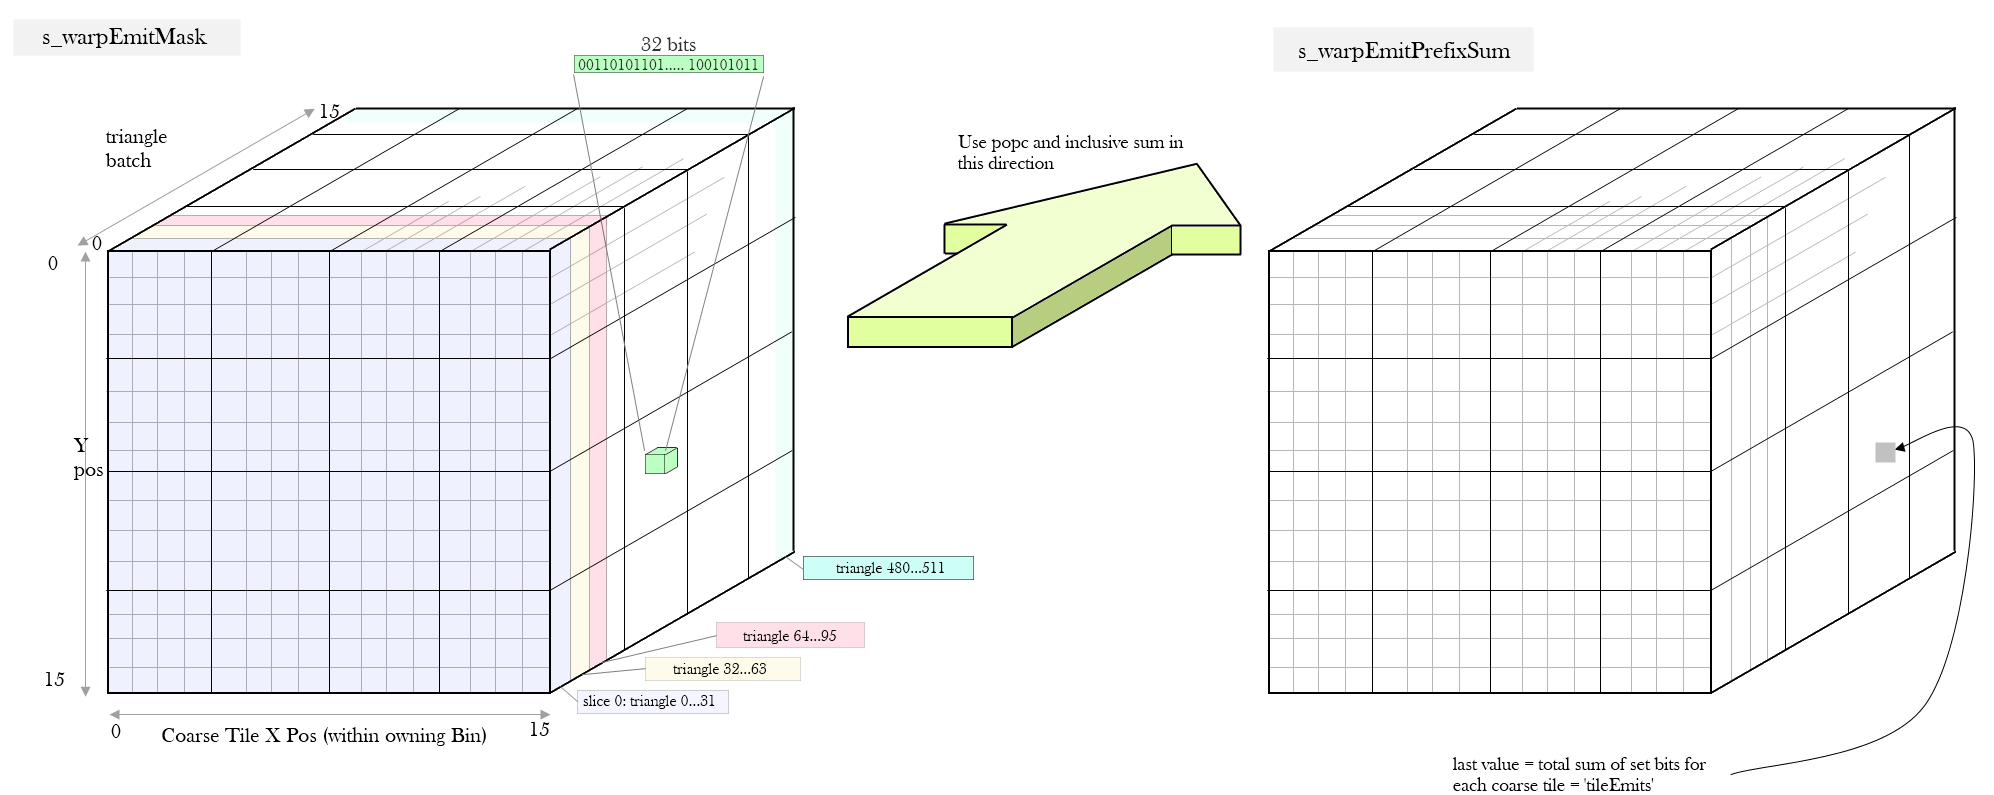 s_warpEmitMask
32 bits
00110101101..... 100101011
15
triangle
batch
0
0
Y
pos
15
0
15
Coarse Tile X Pos (within owning Bin)
triangle 480...511
triangle 64...95
triangle 32...63
slice 0: triangle 0...31
Use popc and inclusive sum in
this direction
s_warpEmitPrefixSum
last value = total sum of set bits for
each coarse tile = 'tileEmits'